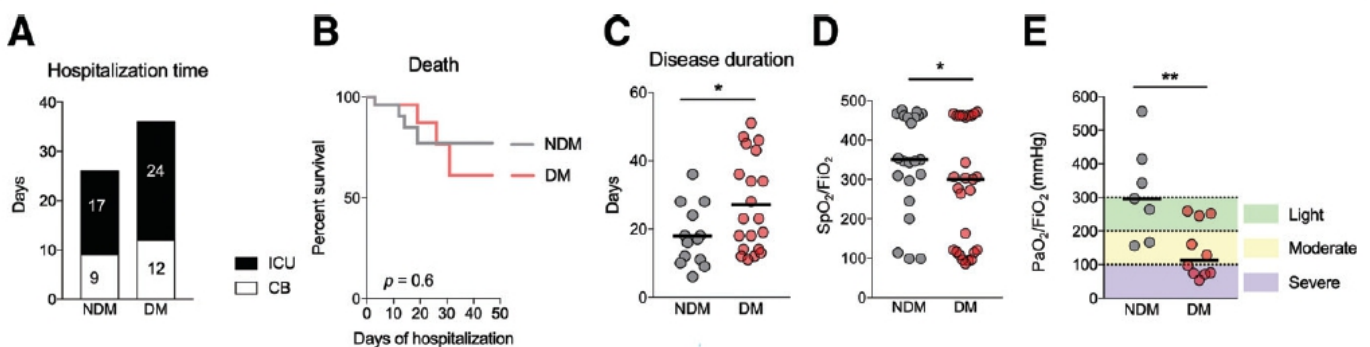 A
Hospitalization time
Days
40
30
20
10
0
17
9
24
12
NDM
DM
ICU
CB
B
Death
Percent survival
100
50
0
p = 0.6
0 10 20 30 40 50
Days of hospitalization
NDM
DM
C
Disease duration
*
Days
60
40
20
0
NDM
DM
D
*
SpO₂/FiO₂
500
400
300
200
100
0
NDM
DM
E
**
PaO₂/FiO₂ (mmHg)
600
500
400
300
200
100
0
NDM
DM
Light
Moderate
Severe